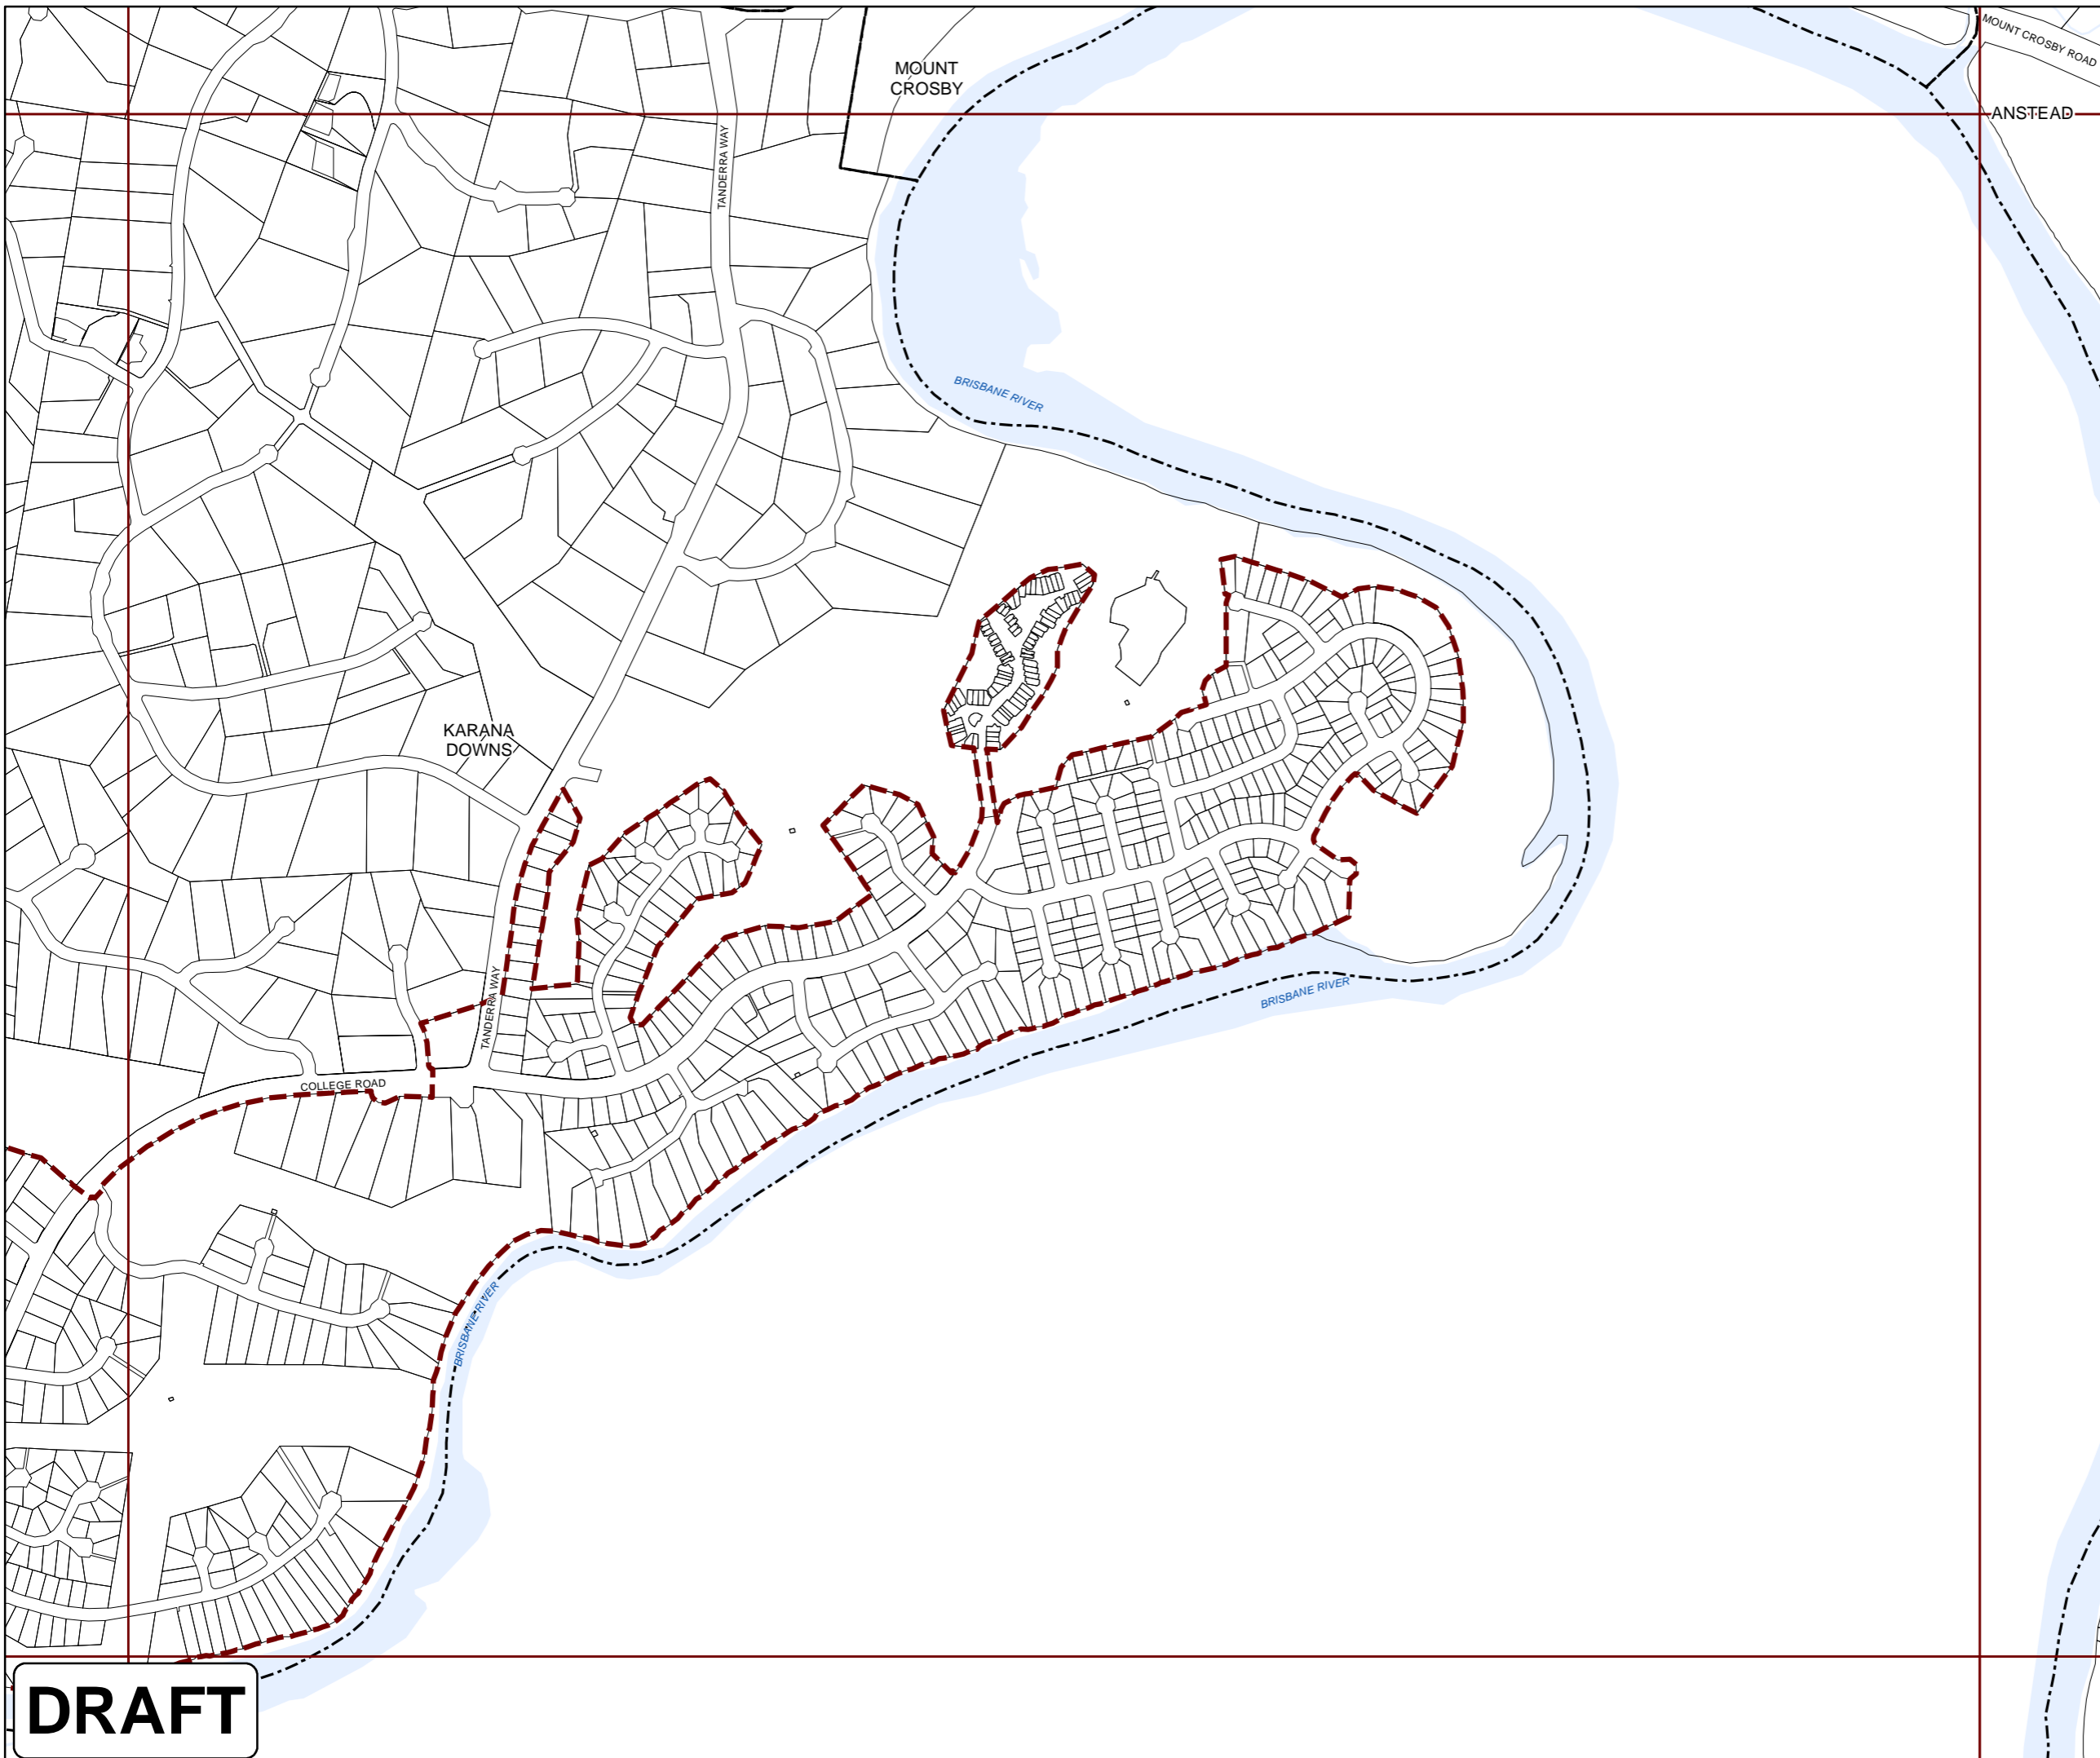 MOUNT CROSBY ROAD
MOUNT
CROSBY
ANSTEAD
TANDERRA WAY
BRISBANE RIVER
KARANA
DOWNS
TANDERRA WAY
BRISBANE RIVER
COLLEGE ROAD
BRISBANE RIVER
DRAFT